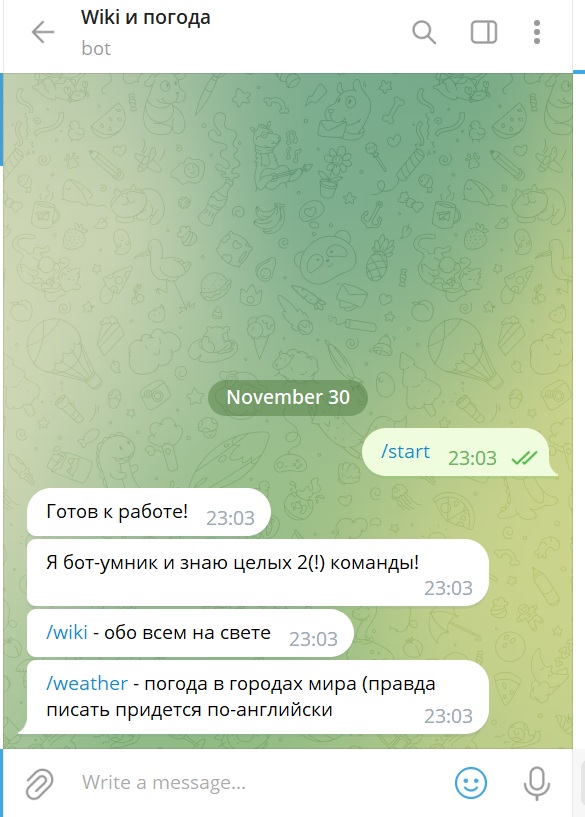 Wiki и погода
bot
November 30
/start 23:03
Готов к работе! 23:03
Я бот-умник и знаю целых 2(!) команды!
23:03
/wiki - обо всем на свете 23:03
/weather - погода в городах мира (правда
писать придется по-английски 23:03
Write a message...